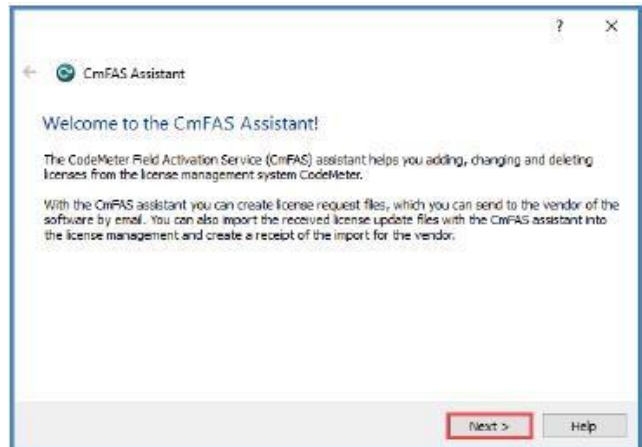 CmFAS Assistant
Welcome to the CmFAS Assistant!
The CodeMeter Field Activation Service (CmFAS) assistant helps you adding, changing and deleting
licenses from the license management system CodeMeter.
With the CmFAS assistant you can create license request files, which you can send to the vendor of the
software by email. You can also import the received license update files with the CmFAS assistant into
the license management and create a receipt of the import for the vendor.
Next >
Help